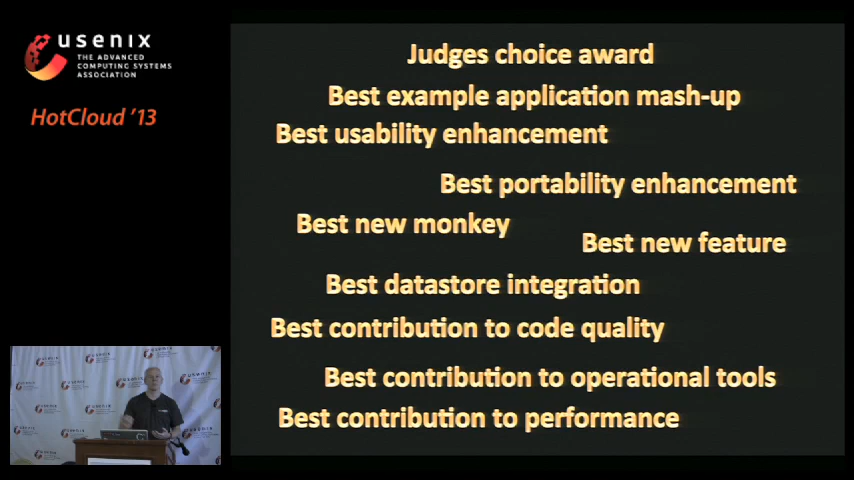 usenix
THE ADVANCED
COMPUTING SYSTEMS
ASSOCIATION
HotCloud '13
Judges choice award
Best example application mash-up
Best usability enhancement
Best portability enhancement
Best new monkey
Best new feature
Best datastore integration
Best contribution to code quality
Best contribution to operational tools
Best contribution to performance